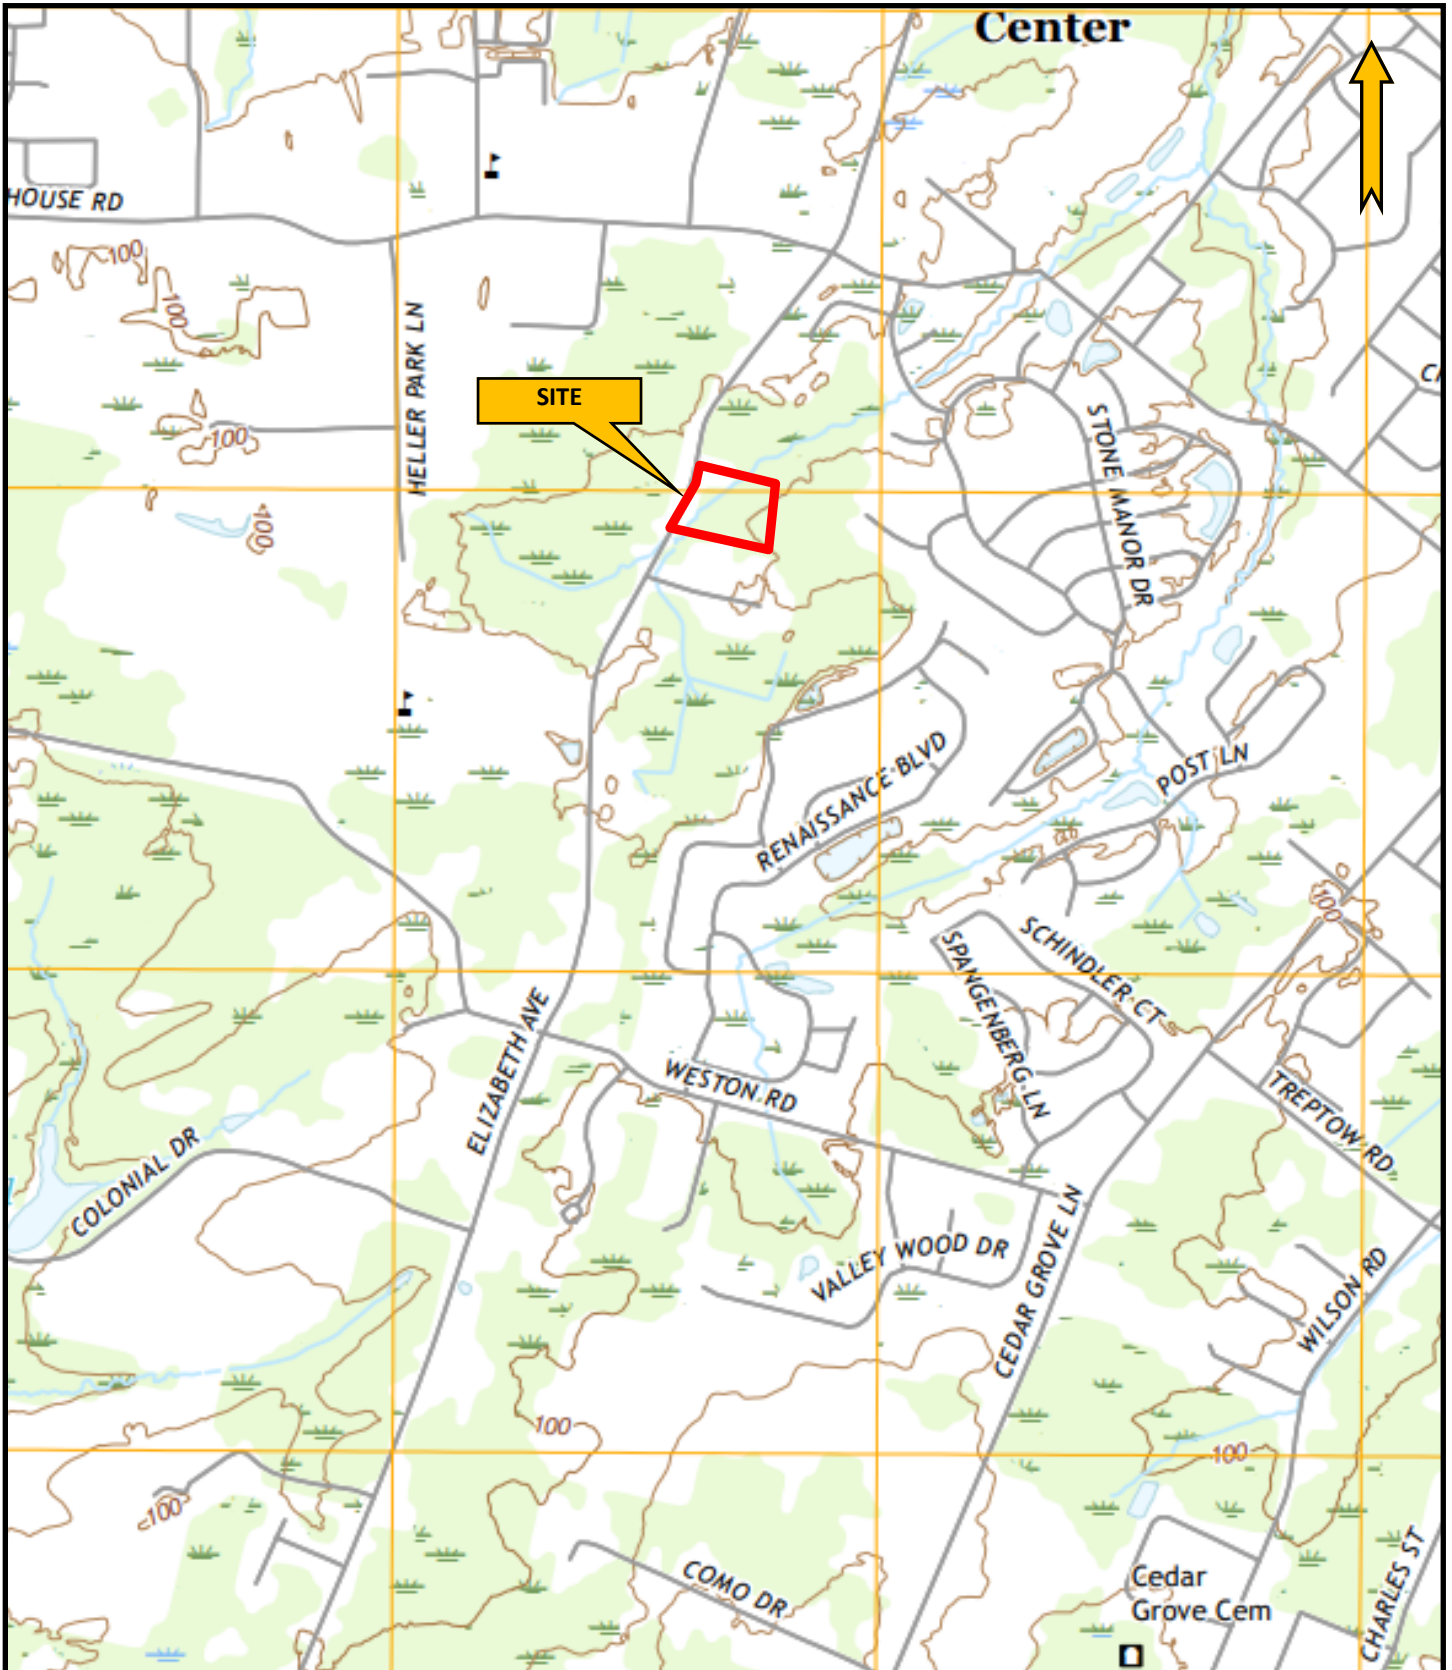 Center
HOUSE RD
100
100
HELLER PARK LN
SITE
100
100
STONE MANOR DR
RENAISSANCE BLVD
POST LN
100
SPANGENBERG LN
SCHINDLER CT
ELIZABETH AVE
WESTON RD
TREPTOW RD
COLONIAL DR
VALLEY WOOD DR
CEDAR GROVE LN
WILSON RD
100
100
100
COMO DR
Cedar
Grove Cem
CHARLES ST